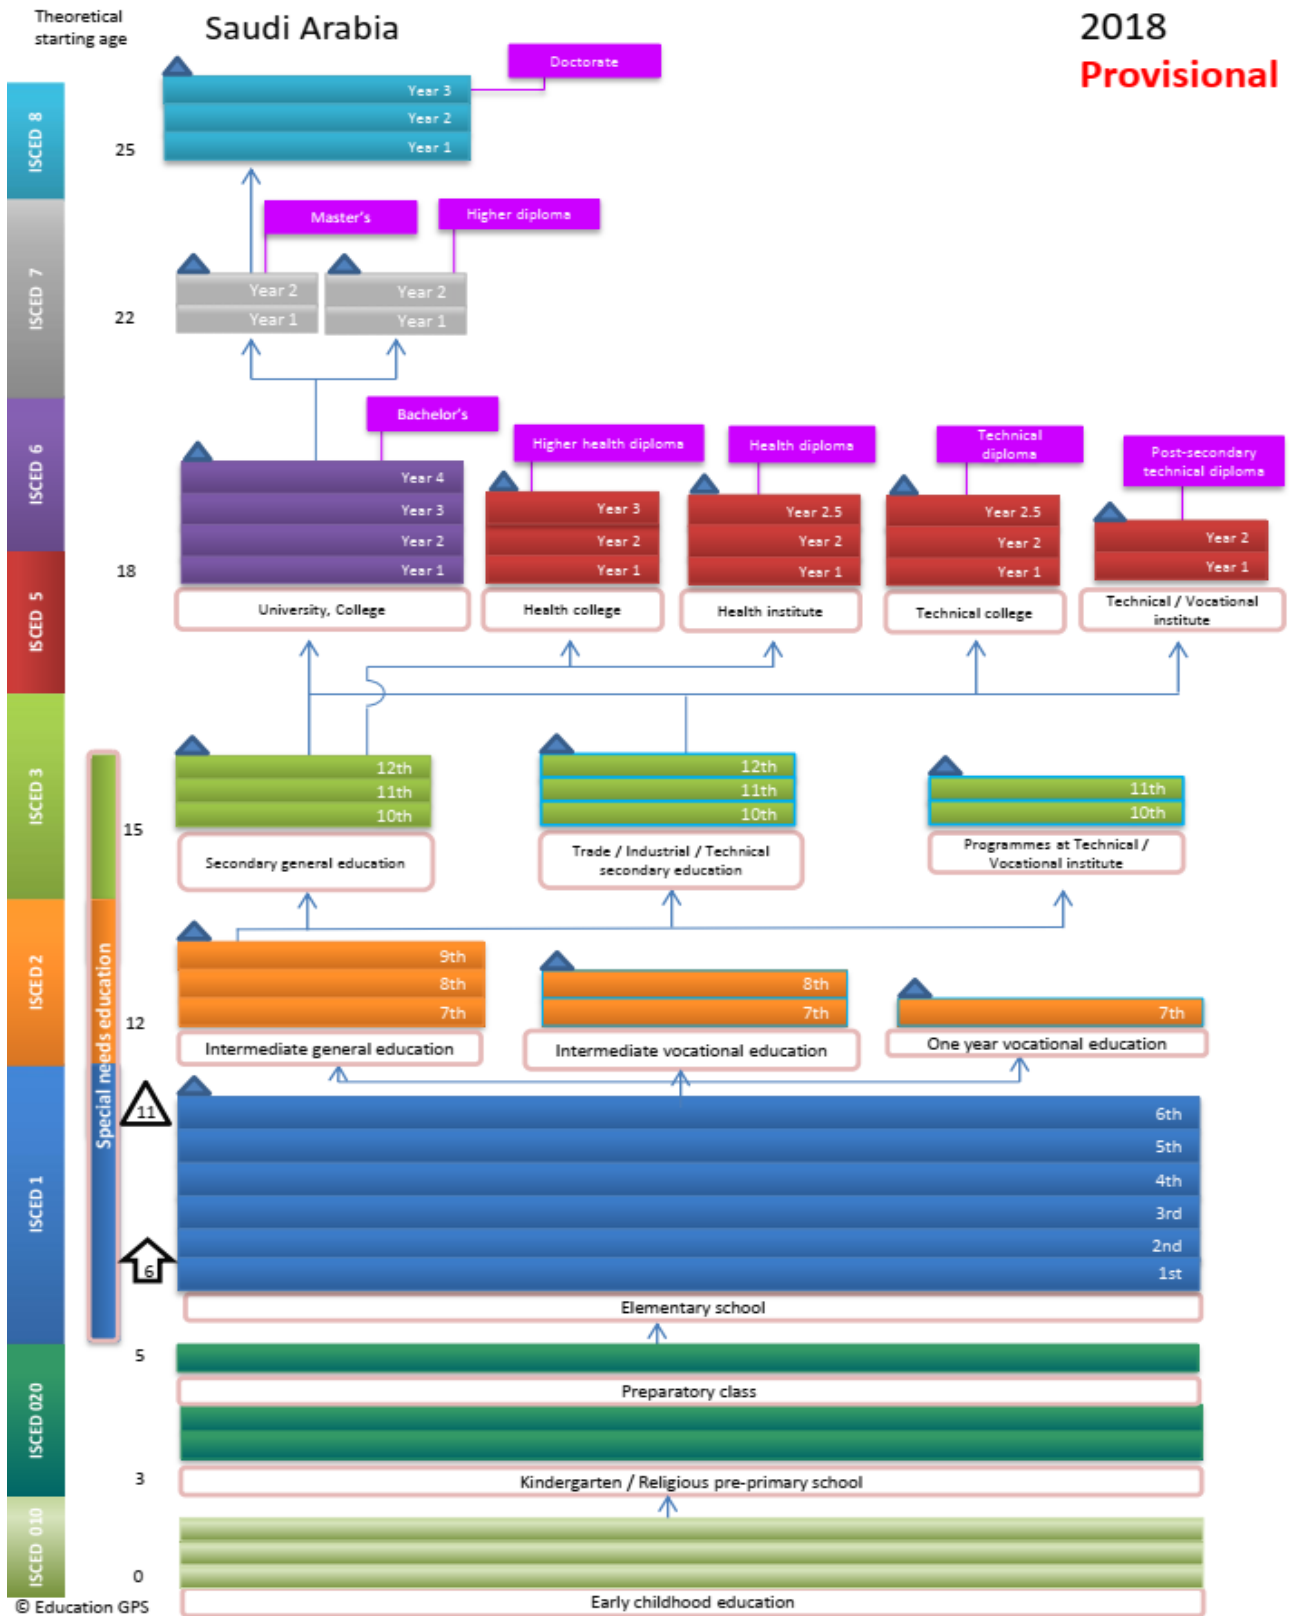 Theoretical
starting age
Saudi Arabia
2018
Provisional
Doctorate
ISCED 8
Year 3
Year 2
Year 1
25
Master's
Higher diploma
ISCED 7
Year 2
Year 1
Year 2
Year 1
22
Bachelor's
Higher health diploma
Health diploma
Technical
diploma
Post-secondary
technical diploma
ISCED 6
Year 4
Year 3
Year 2
Year 1
Year 3
Year 2
Year 1
Year 2.5
Year 2
Year 1
Year 2.5
Year 2
Year 1
Year 2
Year 1
18
ISCED 5
University, College
Health college
Health institute
Technical college
Technical / Vocational
institute
ISCED 3
12th
11th
10th
12th
11th
10th
11th
10th
15
Secondary general education
Trade / Industrial / Technical
secondary education
Programmes at Technical /
Vocational institute
ISCED 2
Special needs education
9th
8th
7th
8th
7th
7th
12
Intermediate general education
Intermediate vocational education
One year vocational education
ISCED 1
11
6th
5th
4th
3rd
2nd
1st
6
Elementary school
5
ISCED 020
Preparatory class
3
Kindergarten / Religious pre-primary school
ISCED 010
0
Early childhood education
© Education GPS